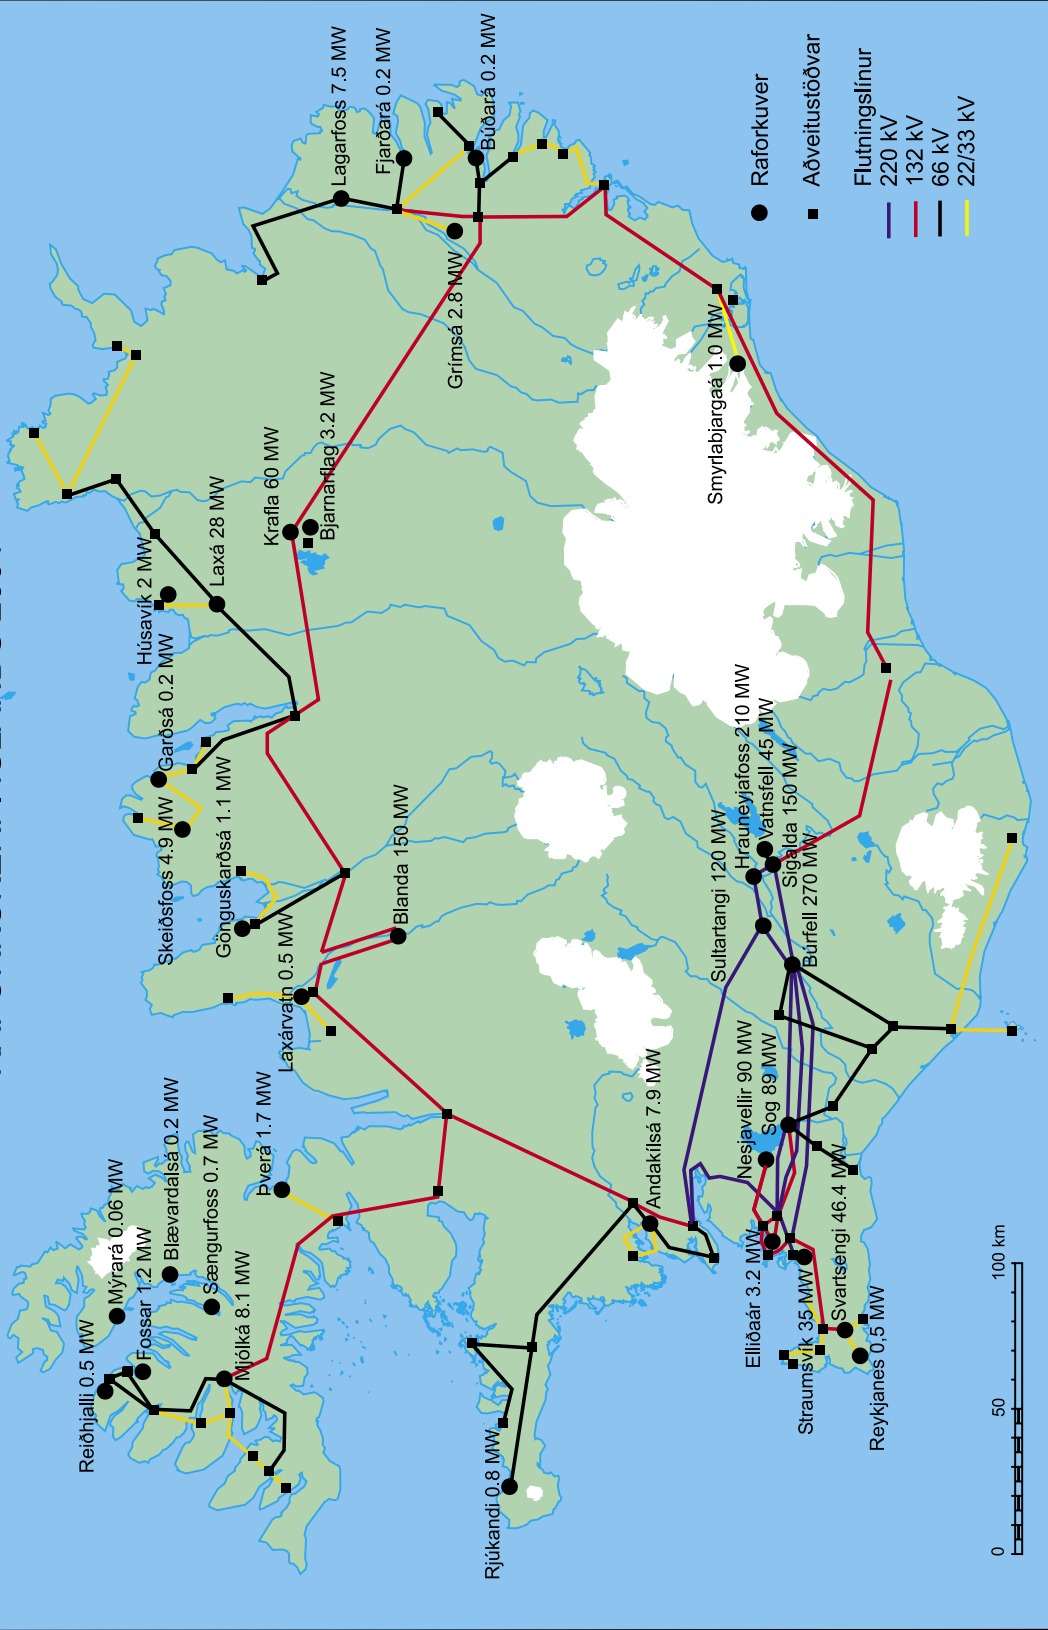 Lagarfoss 7.5 MW
Fjarðará 0.2 MW
Búðará 0.2 MW
Grímsá 2.8 MW
Smyrlabjargaá 1.0 MW
Krafla 60 MW
Bjarnarflag 3.2 MW
Laxá 28 MW
Húsavík 2 MW
Garðsá 0.2 MW
Skeiðsfoss 4.9 MW
Gönguskarðsá 1.1 MW
Laxárvatn 0.5 MW
Blanda 150 MW
Þverá 1.7 MW
Mýrará 0.06 MW
Blævardalsá 0.2 MW
Fossar 1.2 MW
Sængurfoss 0.7 MW
Reiðhjalli 0.5 MW
Mjólká 8.1 MW
Rjúkandi 0.8 MW
Andakílsá 7.9 MW
Hrauneyjafoss 210 MW
Vatnsfell 45 MW
Sigalda 150 MW
Sultartangi 120 MW
Búrfell 270 MW
Nesjavellir 90 MW
Sog 89 MW
Elliðaár 3.2 MW
Straumsvík 35 MW
Svartsengi 46.4 MW
Reykjanes 0,5 MW
Raforkuver
Aðveitustöðvar
Flutningslínur
220 kV
132 kV
66 kV
22/33 kV
0
50
100 km